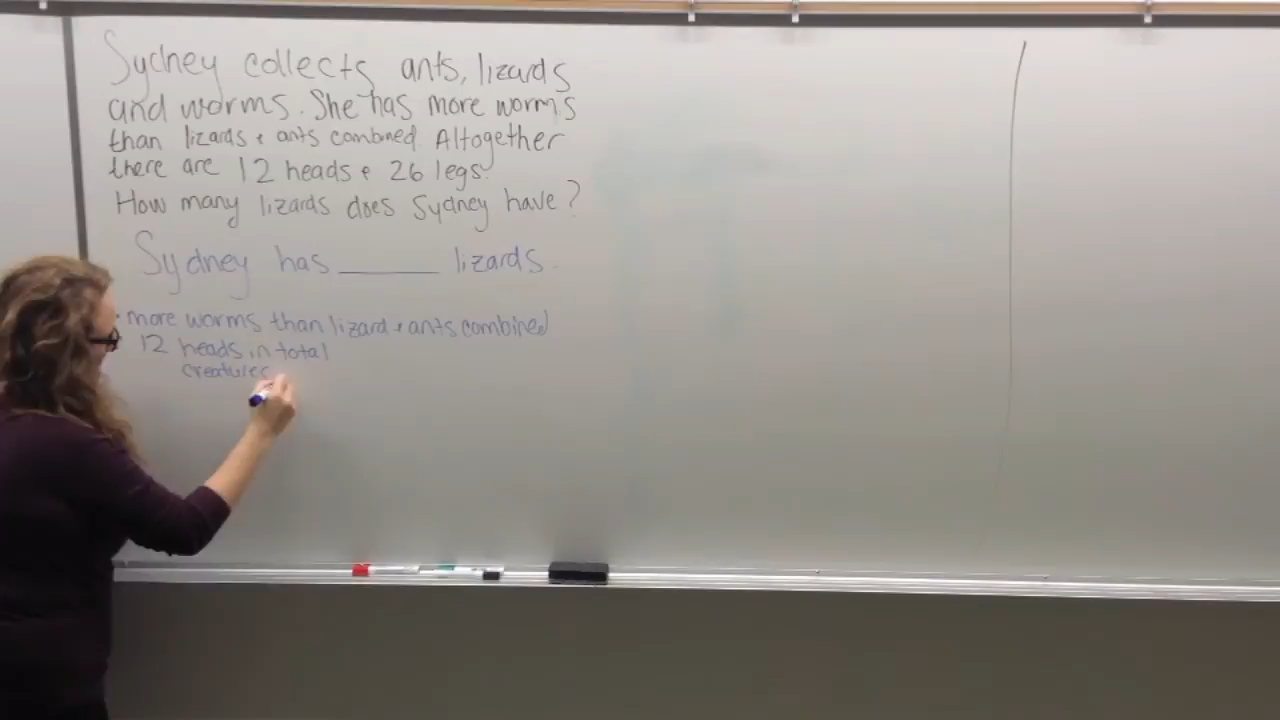 Sydney collects ants, lizards
and worms. She has more worms
than lizards + ants combined Altogether
there are 12 heads + 26 legs.
How many lizards does Sydney have?
Sydney has ______ lizards.
• more worms than lizard + ants combined
12 heads in total
creatures